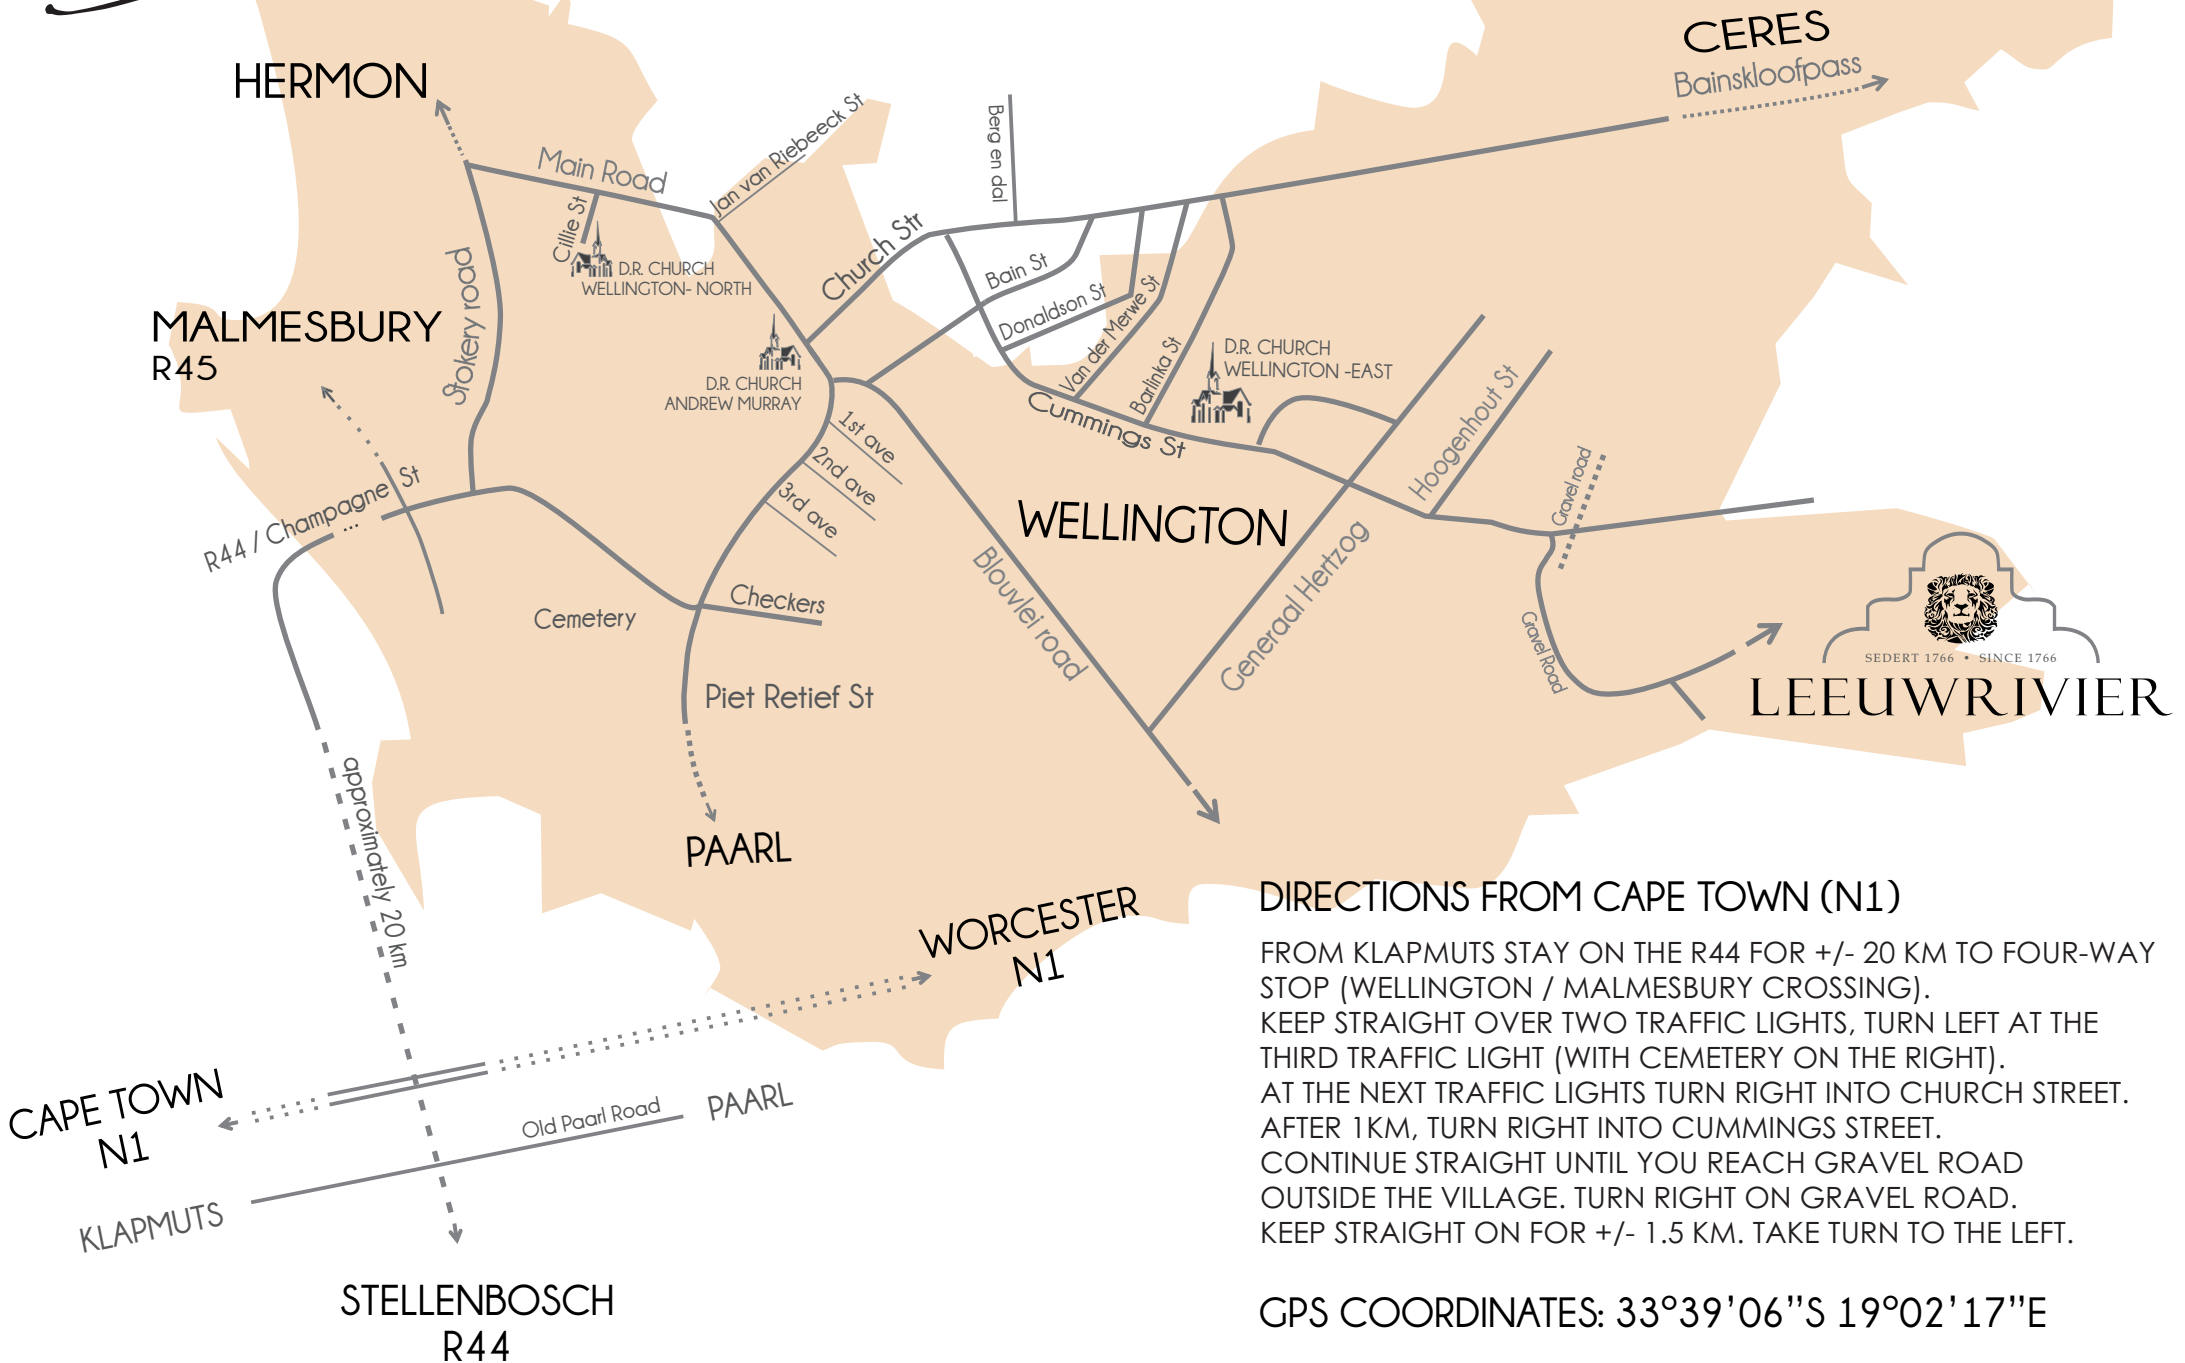 CERES
Bainskloofpass
HERMON
Main Road
Jan van Riebeeck St
Berg en dal
Cillie St
D.R. CHURCH
WELLINGTON- NORTH
Church Str
Stokery road
Bain St
Donaldson St
Van der Merwe St
Barlinka St
MALMESBURY
R45
D.R. CHURCH
ANDREW MURRAY
D.R. CHURCH
WELLINGTON -EAST
Cummings St
Hoogenhout St
1st ave
2nd ave
3rd ave
Gravel road
R44 / Champagne St
...
WELLINGTON
Blouvlei road
Generaal Hertzog
Checkers
Cemetery
Gravel Road
Piet Retief St
SEDERT 1766 • SINCE 1766
LEEUWRIVIER
approximately 20 km
PAARL
WORCESTER
N1
CAPE TOWN
N1
Old Paarl Road
PAARL
KLAPMUTS
STELLENBOSCH
R44
DIRECTIONS FROM CAPE TOWN (N1)
FROM KLAPMUTS STAY ON THE R44 FOR +/- 20 KM TO FOUR-WAY
STOP (WELLINGTON / MALMESBURY CROSSING).
KEEP STRAIGHT OVER TWO TRAFFIC LIGHTS, TURN LEFT AT THE
THIRD TRAFFIC LIGHT (WITH CEMETERY ON THE RIGHT).
AT THE NEXT TRAFFIC LIGHTS TURN RIGHT INTO CHURCH STREET.
AFTER 1KM, TURN RIGHT INTO CUMMINGS STREET.
CONTINUE STRAIGHT UNTIL YOU REACH GRAVEL ROAD
OUTSIDE THE VILLAGE. TURN RIGHT ON GRAVEL ROAD.
KEEP STRAIGHT ON FOR +/- 1.5 KM. TAKE TURN TO THE LEFT.
GPS COORDINATES: 33°39’06’’S 19°02’17’’E